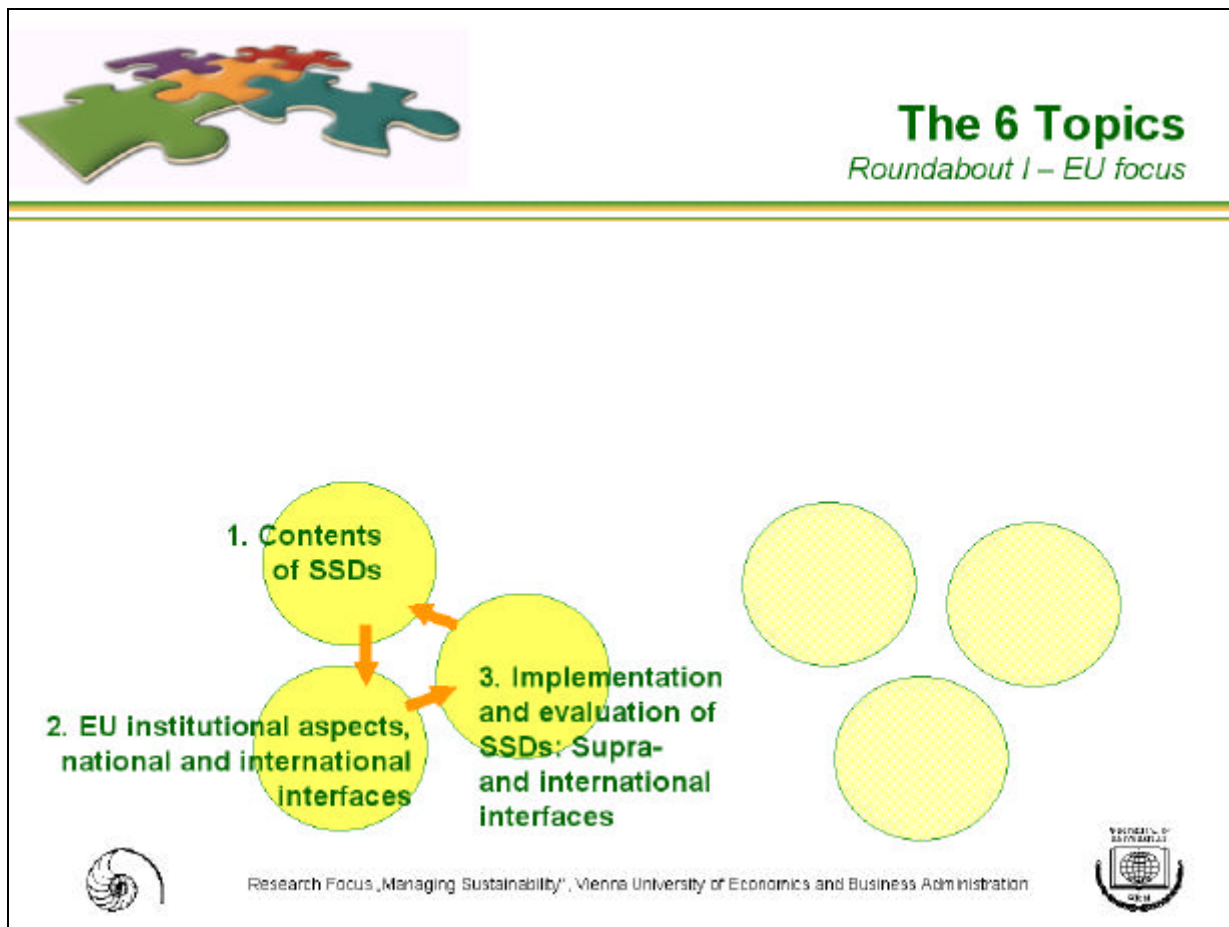 The 6 Topics
Roundabout I – EU focus
1. Contents
of SSDs
2. EU institutional aspects,
national and international
interfaces
3. Implementation
and evaluation of
SSDs: Supra-
and international
interfaces
Research Focus „Managing Sustainability", Vienna University of Economics and Business Administration